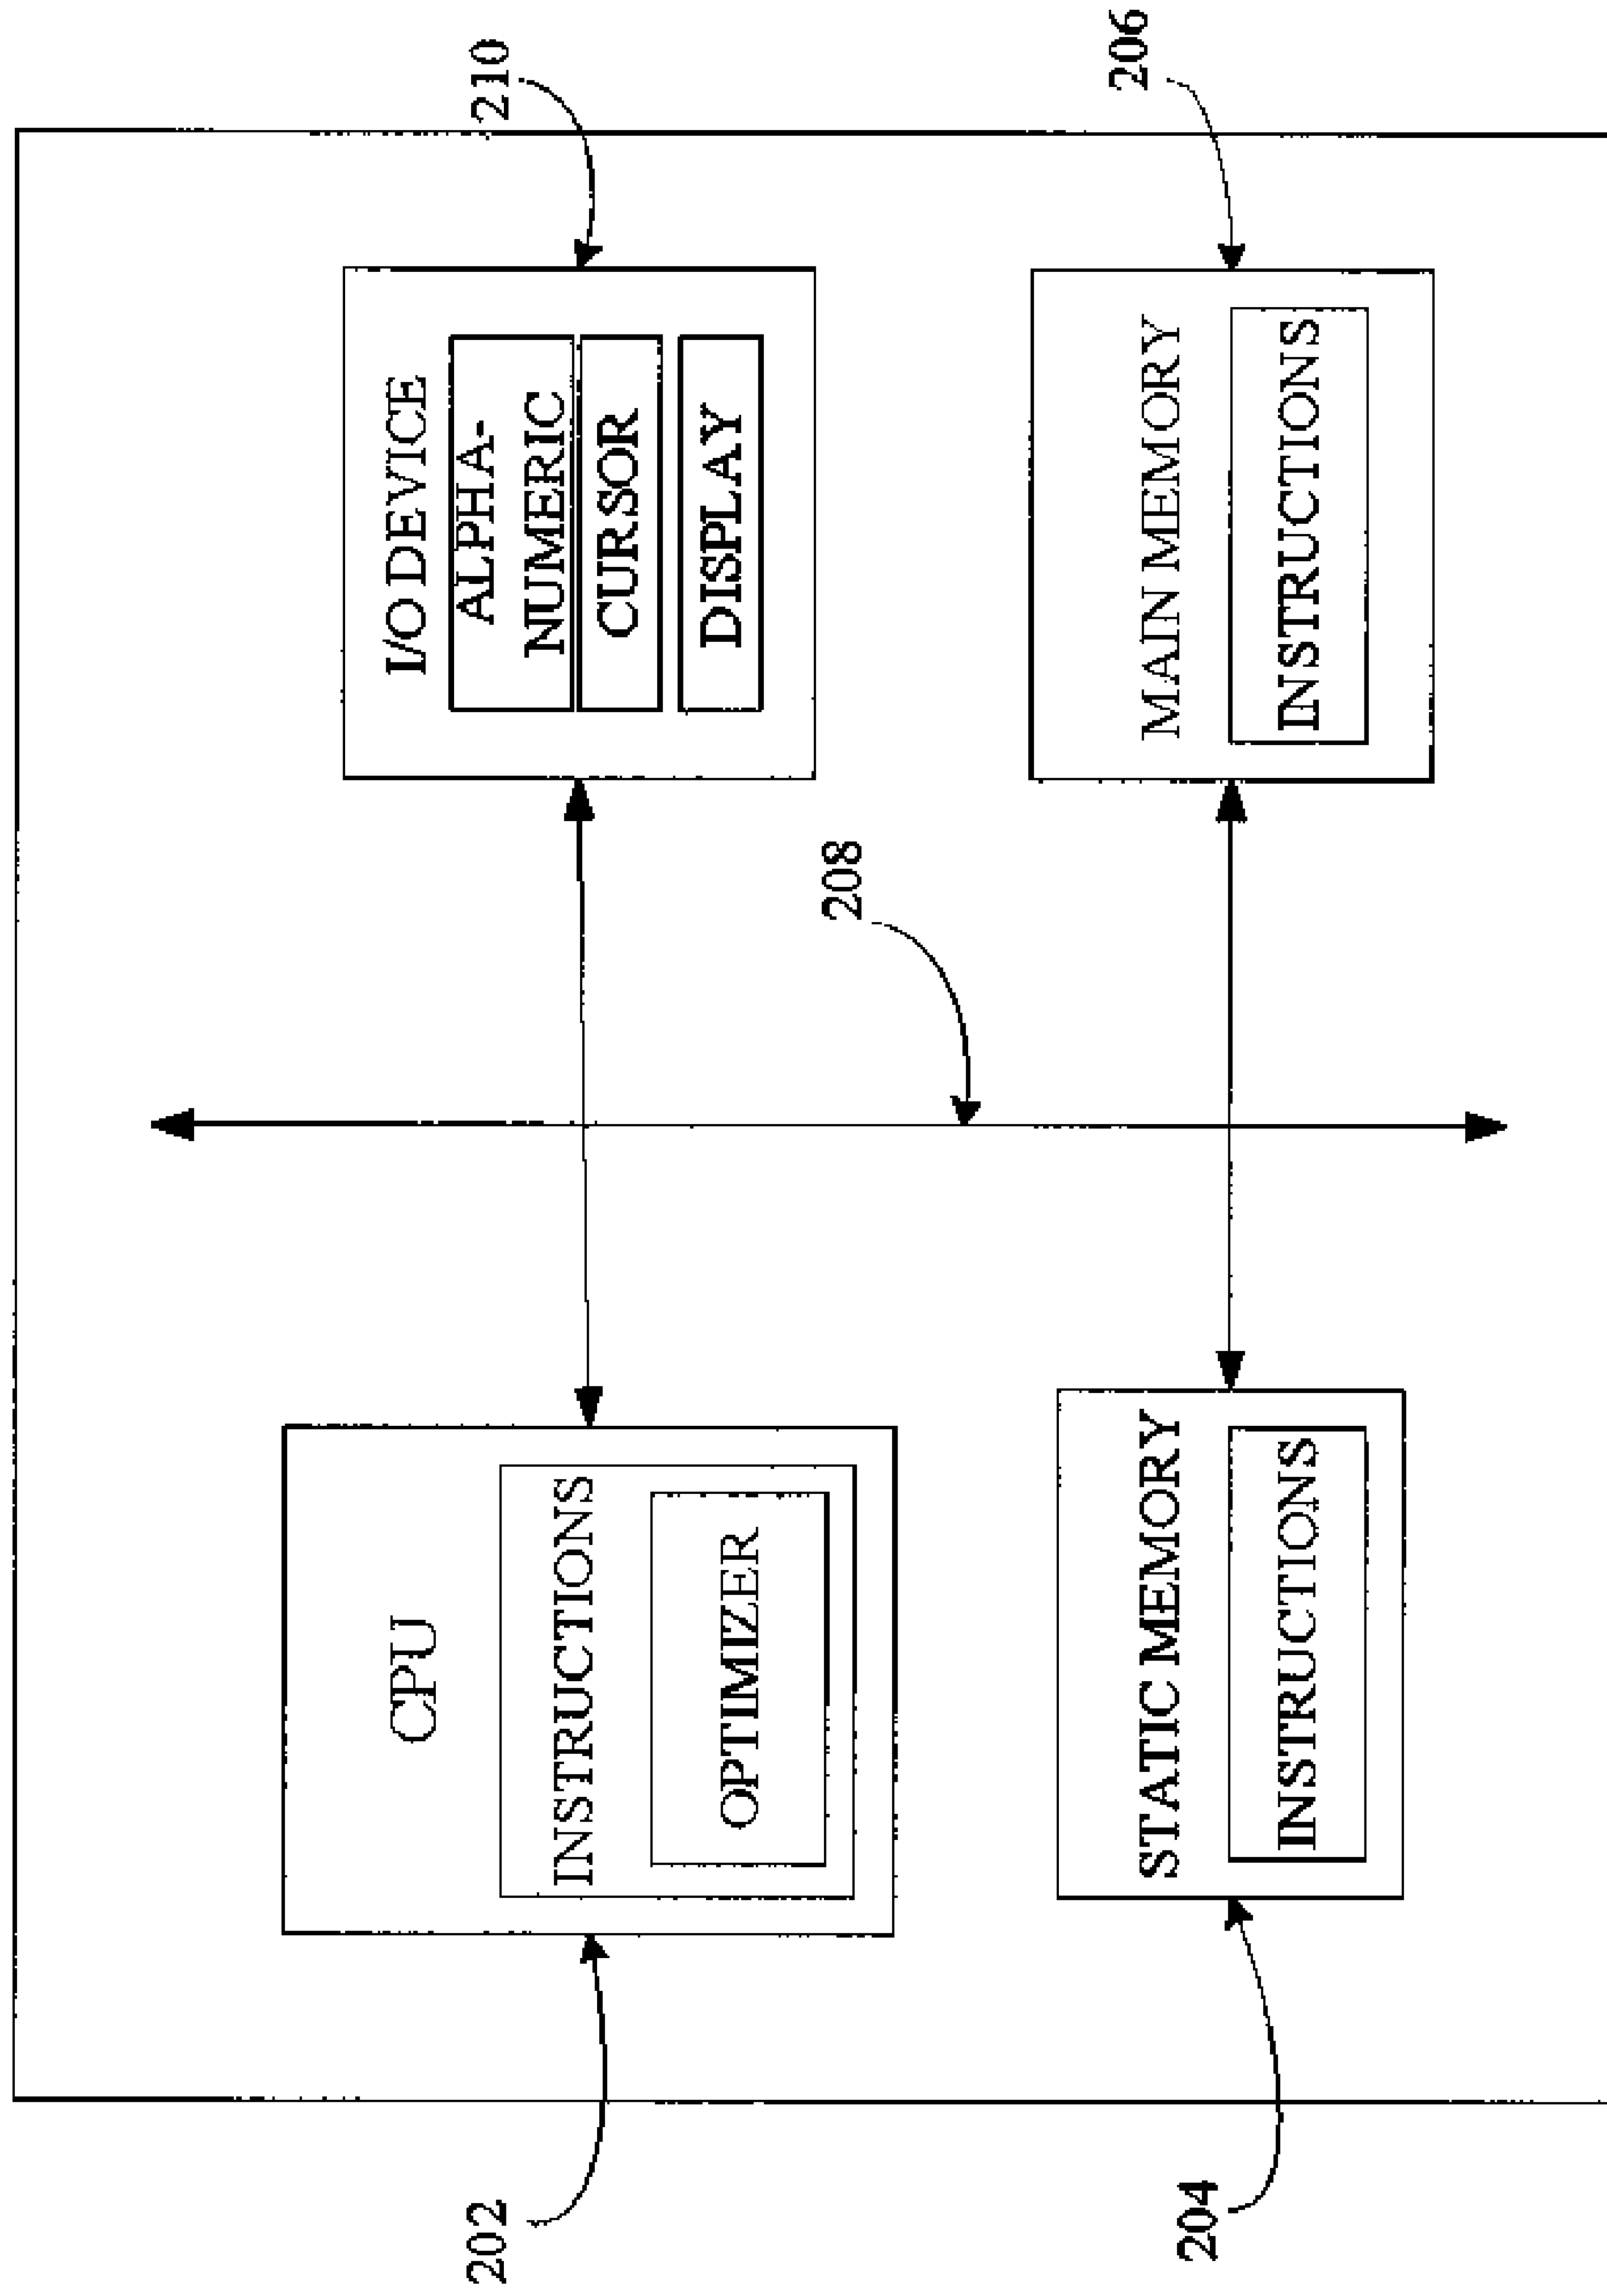 CPU
INSTRUCTIONS
OPTIMIZER
202
I/O DEVICE
ALPHA-
NUMERIC
CURSOR
DISPLAY
210
208
STATIC MEMORY
INSTRUCTIONS
204
MAIN MEMORY
INSTRUCTIONS
206